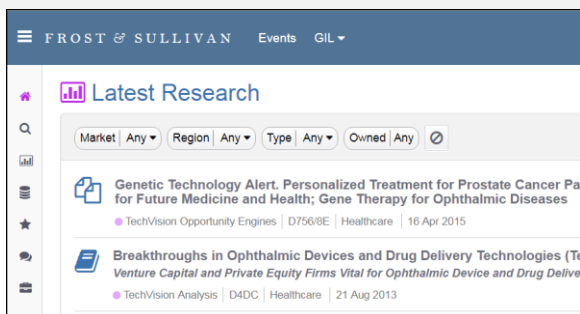 FROST & SULLIVAN Events GIL
Latest Research
Market Any Region Any Type Any Owned Any
Genetic Technology Alert. Personalized Treatment for Prostate Cancer Pa
for Future Medicine and Health; Gene Therapy for Ophthalmic Diseases
TechVision Opportunity Engines | D756/8E | Healthcare | 16 Apr 2015
Breakthroughs in Ophthalmic Devices and Drug Delivery Technologies (Te
Venture Capital and Private Equity Firms Vital for Ophthalmic Device and Drug Delive
TechVision Analysis | D4DC | Healthcare | 21 Aug 2013